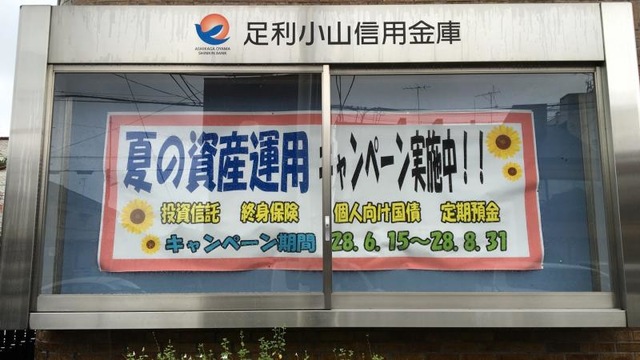 足利小山信用金庫
ASHIKAGA OYAMA
SHINKIN BANK
夏の資産運用キャンペーン実施中!!
投資信託 終身保険 個人向け国債 定期預金
キャンペーン期間 28.6.15～28.8.31